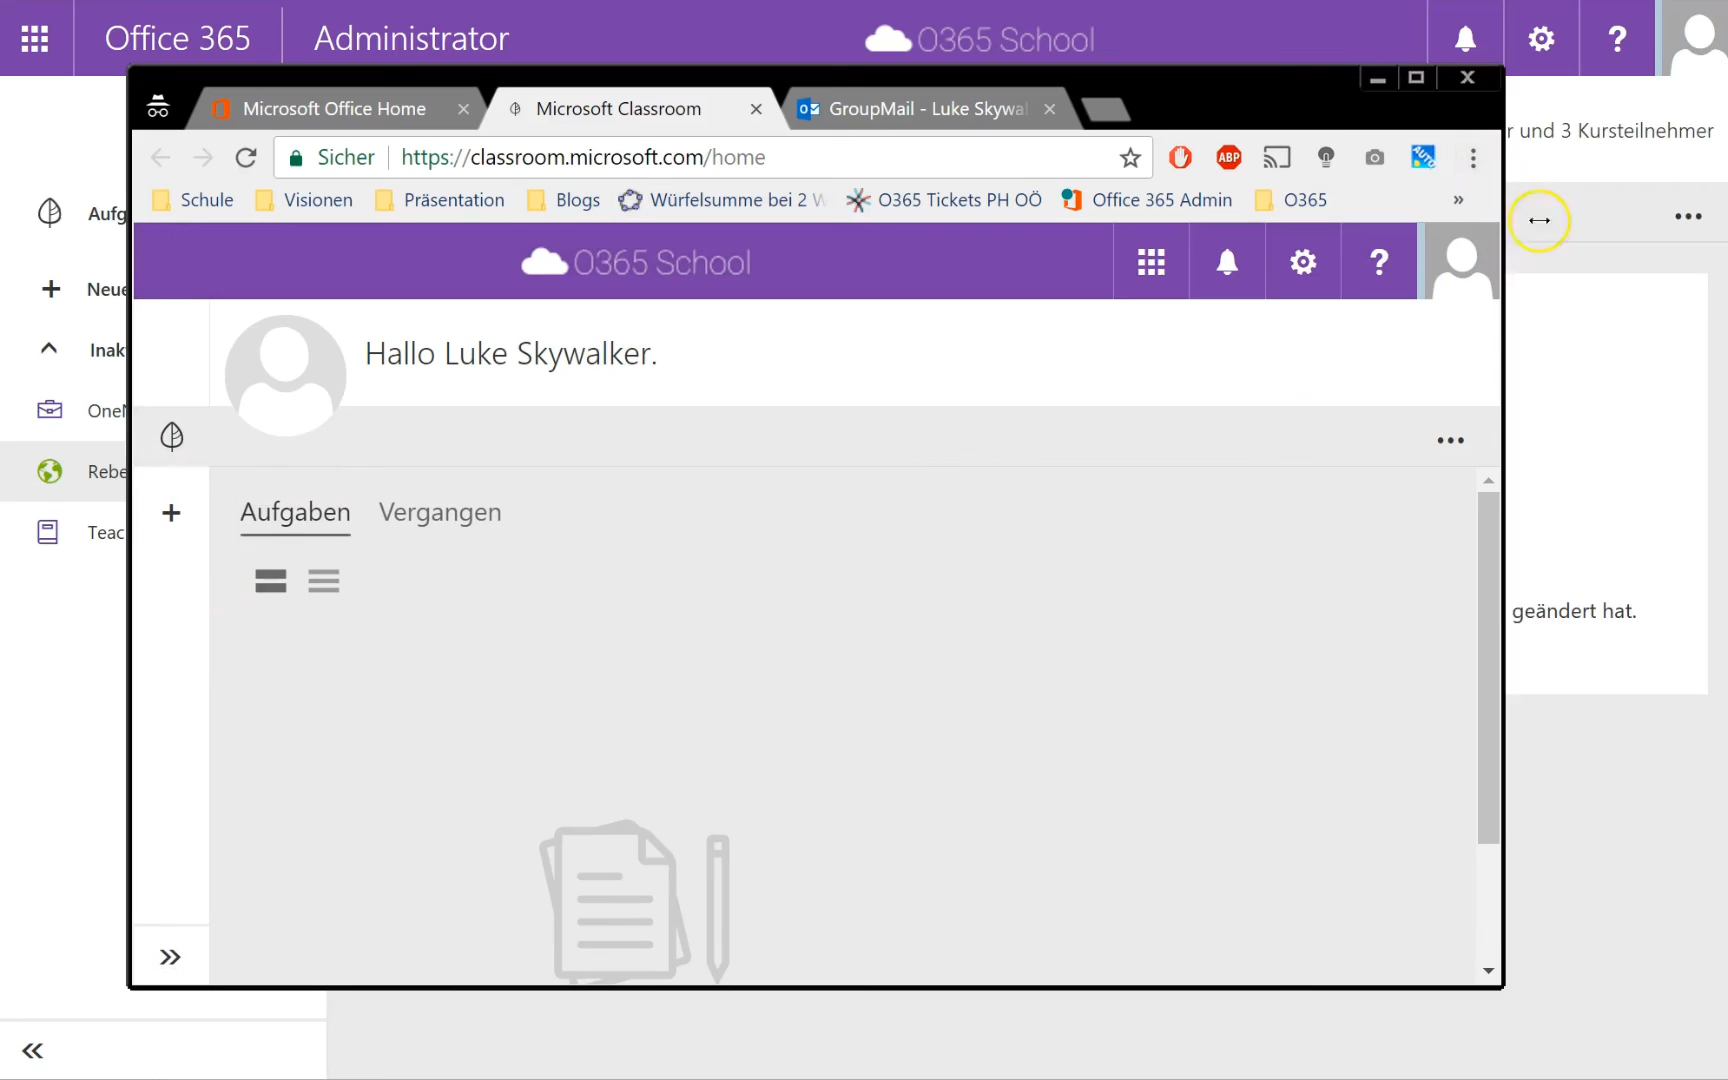 Office 365
Administrator
O365 School
?
Microsoft Office Home
Microsoft Classroom
GroupMail - Luke Skywal
r und 3 Kursteilnehmer
Sicher
https://classroom.microsoft.com/home
ABP
Schule
Visionen
Präsentation
Blogs
Würfelsumme bei 2 W
O365 Tickets PH OÖ
Office 365 Admin
O365
»
Aufg
O365 School
?
Neue
Hallo Luke Skywalker.
Inak
OneN
Rebe
Aufgaben
Vergangen
Teac
geändert hat.